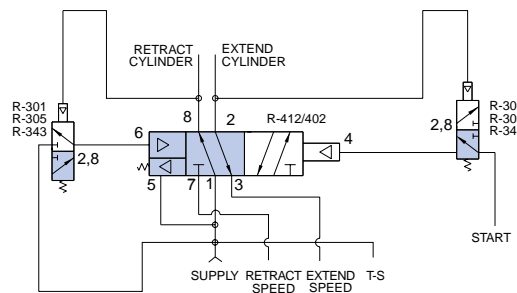 RETRACT
CYLINDER
EXTEND
CYLINDER
R-301
R-305
R-343
2,8
6
8
2
R-412/402
4
2,8
R-30
R-30
R-34
5
7
1
3
START
SUPPLY
RETRACT
SPEED
EXTEND
SPEED
T-S